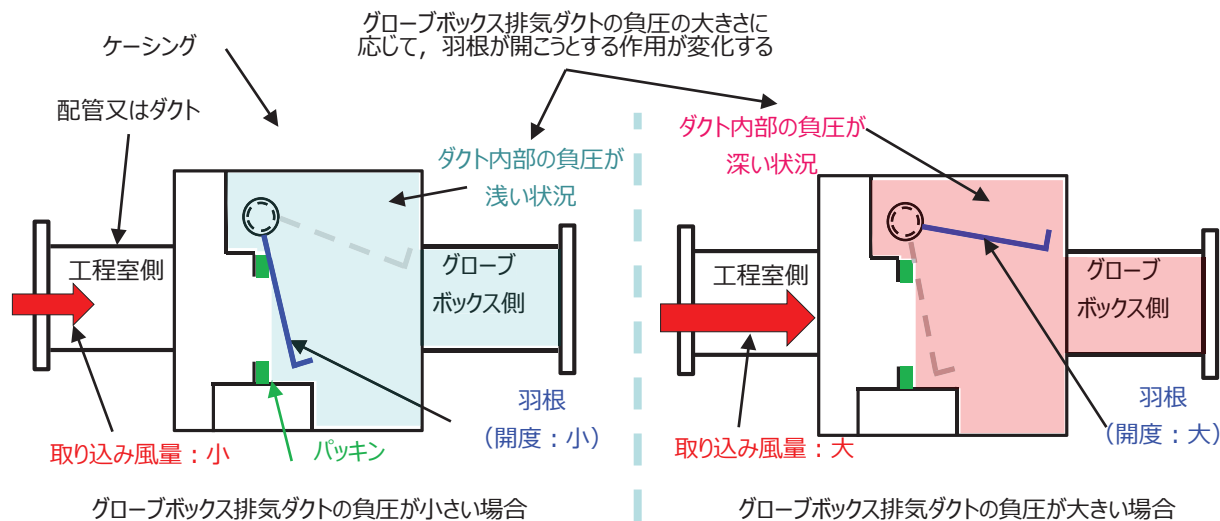 グローブボックス排気ダクトの負圧の大きさに
応じて，羽根が開こうとする作用が変化する
ケーシング
配管又はダクト
ダクト内部の負圧が
浅い状況
工程室側
グローブ
ボックス側
羽根
（開度：小）
取り込み風量：小
パッキン
グローブボックス排気ダクトの負圧が小さい場合
ダクト内部の負圧が
深い状況
工程室側
グローブ
ボックス側
羽根
（開度：大）
取り込み風量：大
グローブボックス排気ダクトの負圧が大きい場合